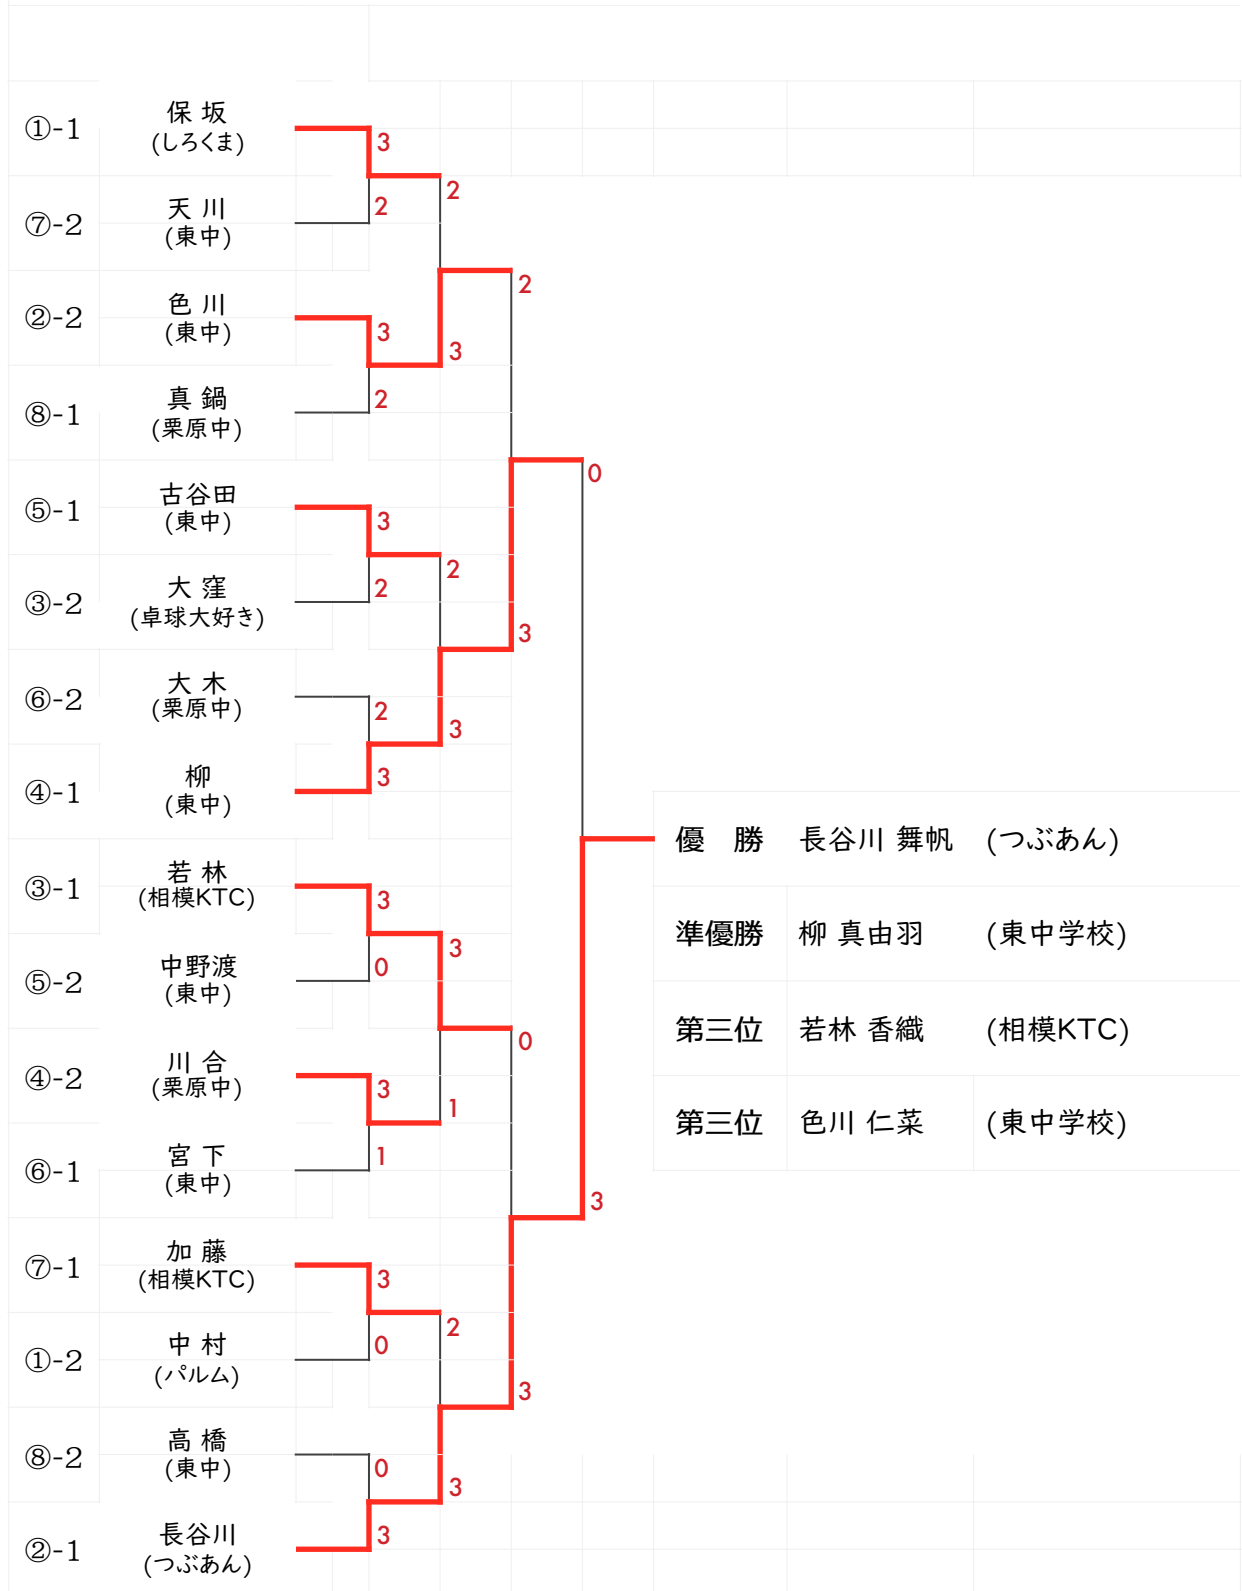 ①-1
保 坂
(しろくま)
3
2
⑦-2
天 川
(東中)
2
2
②-2
色 川
(東中)
3
3
⑧-1
真 鍋
(栗原中)
2
0
⑤-1
古谷田
(東中)
3
2
③-2
大 窪
(卓球大好き)
2
3
⑥-2
大 木
(栗原中)
2
3
④-1
柳
(東中)
3
優 勝 長谷川 舞帆 (つぶあん)
③-1
若 林
(相模KTC)
3
3
準優勝 柳 真由羽 (東中学校)
⑤-2
中野渡
(東中)
0
0
第三位 若林 香織 (相模KTC)
④-2
川 合
(栗原中)
3
1
第三位 色川 仁菜 (東中学校)
⑥-1
宮 下
(東中)
1
3
⑦-1
加 藤
(相模KTC)
3
2
①-2
中 村
(パルム)
0
3
⑧-2
高 橋
(東中)
0
3
②-1
長谷川
(つぶあん)
3